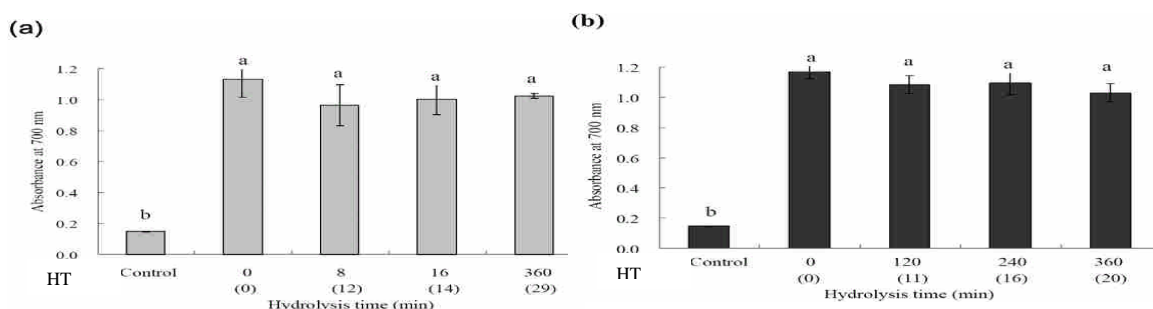 (a)
Absorbance at 700 nm
1.2
1.0
0.8
0.6
0.4
0.2
0.0
b
a
a
a
a
HT
Control 0 8 16 360
(0) (12) (14) (29)
Hydrolysis time (min)
(b)
Absorbance at 700 nm
1.2
1.0
0.8
0.6
0.4
0.2
0.0
b
a
a
a
a
HT
Control 0 120 240 360
(0) (11) (16) (20)
Hydrolysis time (min)